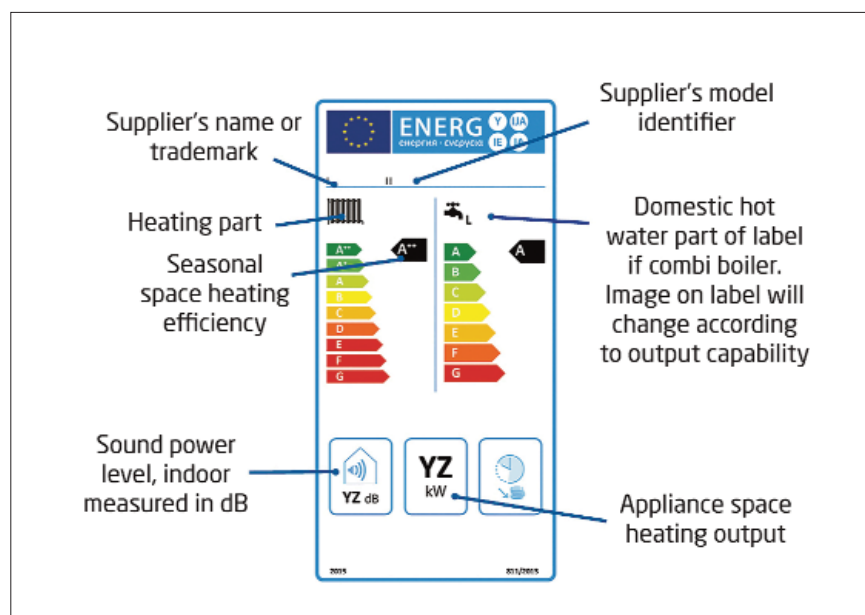 Supplier's name or
trademark
Supplier's model
identifier
ENERG
енергия · ενεργεια
Y
IJA
IE
IA
I
II
Heating part
Seasonal
space heating
efficiency
L
Domestic hot
water part of label
if combi boiler.
Image on label will
change according
to output capability
A++
A+
A
B
C
D
E
F
G
A++
A
B
C
D
E
F
G
A
Sound power
level, indoor
measured in dB
YZ dB
YZ
kW
Appliance space
heating output
2015
811/2013